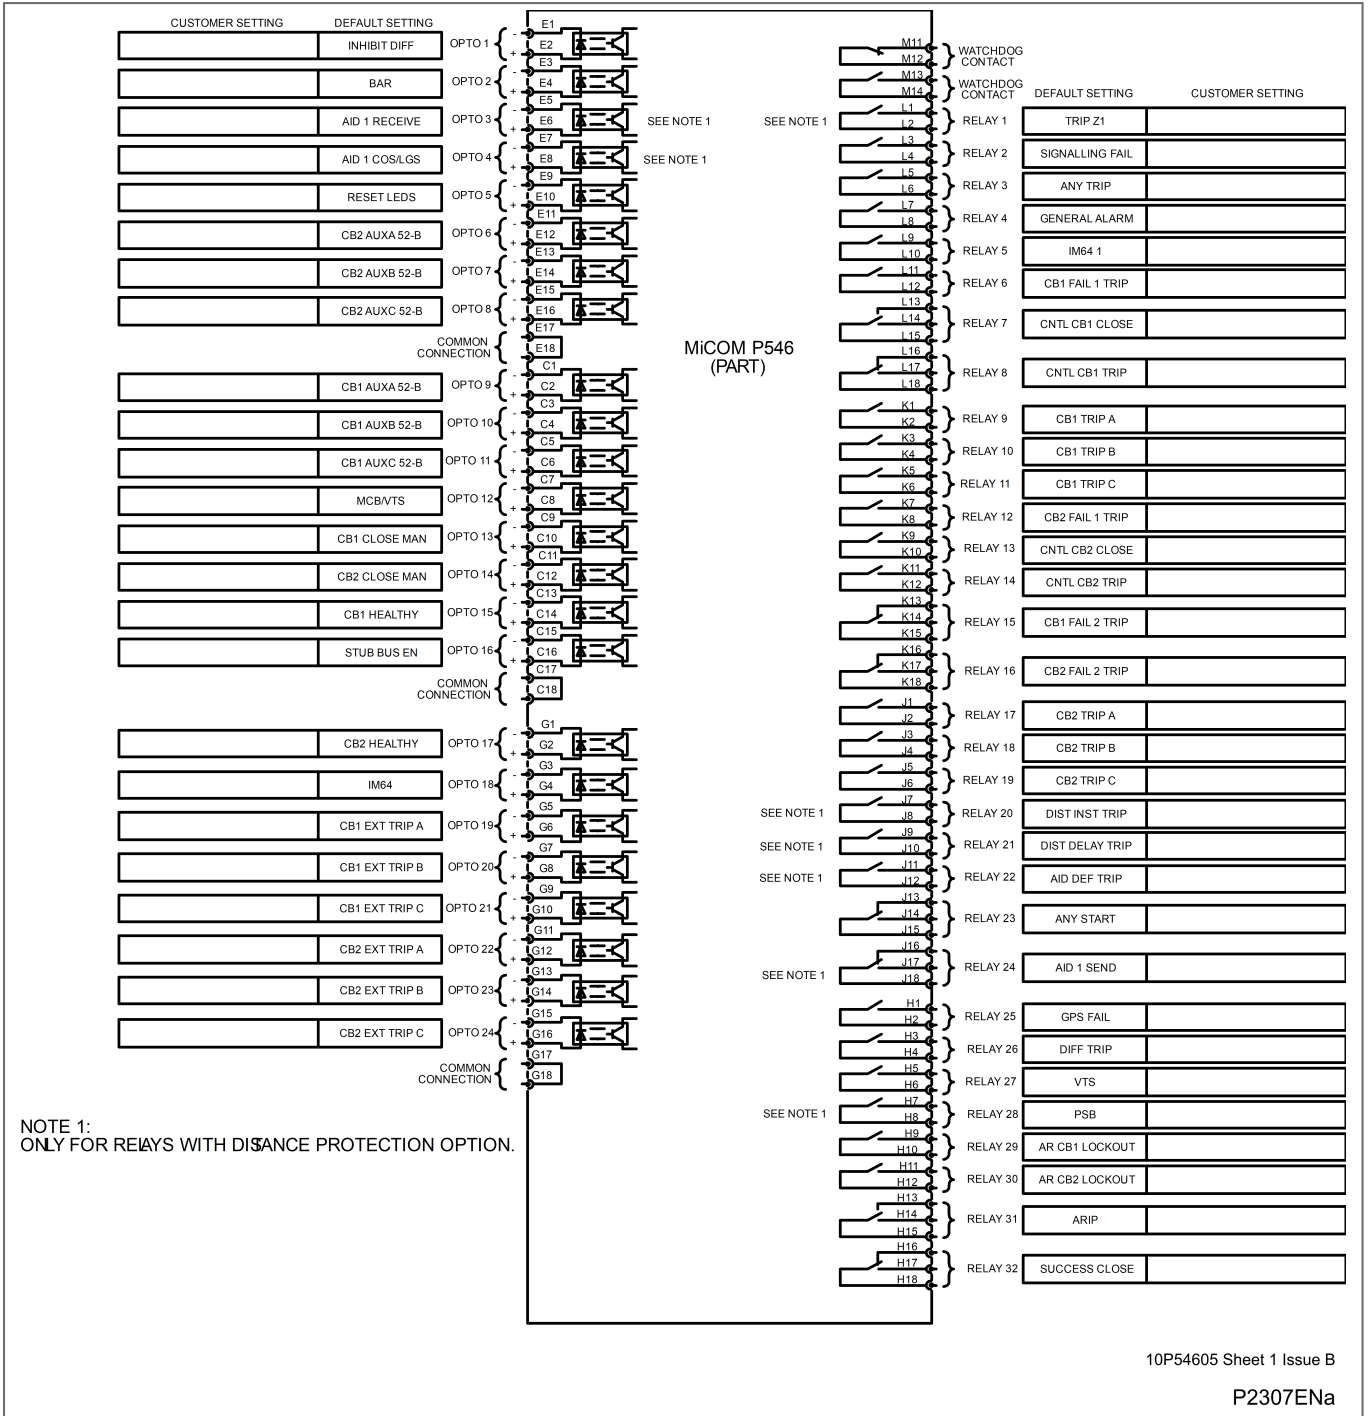 CUSTOMER SETTING DEFAULT SETTING
INHIBIT DIFF OPTO 1 - + E1 E2
BAR OPTO 2 - + E3 E4
AID 1 RECEIVE OPTO 3 - + E5 E6 SEE NOTE 1
AID 1 COS/LGS OPTO 4 - + E7 E8 SEE NOTE 1
RESET LEDS OPTO 5 - + E9 E10
CB2 AUXA 52-B OPTO 6 - + E11 E12
CB2 AUXB 52-B OPTO 7 - + E13 E14
CB2 AUXC 52-B OPTO 8 - + E15 E16
COMMON
CONNECTION E17 E18
CB1 AUXA 52-B OPTO 9 - + C1 C2
CB1 AUXB 52-B OPTO 10 - + C3 C4
CB1 AUXC 52-B OPTO 11 - + C5 C6
MCB/VTS OPTO 12 - + C7 C8
CB1 CLOSE MAN OPTO 13 - + C9 C10
CB2 CLOSE MAN OPTO 14 - + C11 C12
CB1 HEALTHY OPTO 15 - + C13 C14
STUB BUS EN OPTO 16 - + C15 C16
COMMON
CONNECTION C17 C18
CB2 HEALTHY OPTO 17 - + G1 G2
IM64 OPTO 18 - + G3 G4
CB1 EXT TRIP A OPTO 19 - + G5 G6
CB1 EXT TRIP B OPTO 20 - + G7 G8
CB1 EXT TRIP C OPTO 21 - + G9 G10
CB2 EXT TRIP A OPTO 22 - + G11 G12
CB2 EXT TRIP B OPTO 23 - + G13 G14
CB2 EXT TRIP C OPTO 24 - + G15 G16
COMMON
CONNECTION G17 G18
NOTE 1:
ONLY FOR RELAYS WITH DISTANCE PROTECTION OPTION.
MiCOM P546
(PART)
M11 M12 WATCHDOG
CONTACT
M13 M14 WATCHDOG
CONTACT
DEFAULT SETTING CUSTOMER SETTING
SEE NOTE 1 L1 L2 RELAY 1 TRIP Z1
L3 L4 RELAY 2 SIGNALLING FAIL
L5 L6 RELAY 3 ANY TRIP
L7 L8 RELAY 4 GENERAL ALARM
L9 L10 RELAY 5 IM64 1
L11 L12 RELAY 6 CB1 FAIL 1 TRIP
L13 L14 L15 RELAY 7 CNTL CB1 CLOSE
L16 L17 L18 RELAY 8 CNTL CB1 TRIP
K1 K2 RELAY 9 CB1 TRIP A
K3 K4 RELAY 10 CB1 TRIP B
K5 K6 RELAY 11 CB1 TRIP C
K7 K8 RELAY 12 CB2 FAIL 1 TRIP
K9 K10 RELAY 13 CNTL CB2 CLOSE
K11 K12 RELAY 14 CNTL CB2 TRIP
K13 K14 K15 RELAY 15 CB1 FAIL 2 TRIP
K16 K17 K18 RELAY 16 CB2 FAIL 2 TRIP
J1 J2 RELAY 17 CB2 TRIP A
J3 J4 RELAY 18 CB2 TRIP B
J5 J6 RELAY 19 CB2 TRIP C
SEE NOTE 1 J7 J8 RELAY 20 DIST INST TRIP
SEE NOTE 1 J9 J10 RELAY 21 DIST DELAY TRIP
SEE NOTE 1 J11 J12 RELAY 22 AID DEF TRIP
J13 J14 J15 RELAY 23 ANY START
SEE NOTE 1 J16 J17 J18 RELAY 24 AID 1 SEND
H1 H2 RELAY 25 GPS FAIL
H3 H4 RELAY 26 DIFF TRIP
H5 H6 RELAY 27 VTS
SEE NOTE 1 H7 H8 RELAY 28 PSB
H9 H10 RELAY 29 AR CB1 LOCKOUT
H11 H12 RELAY 30 AR CB2 LOCKOUT
H13 H14 H15 RELAY 31 ARIP
H16 H17 H18 RELAY 32 SUCCESS CLOSE
10P54605 Sheet 1 Issue B
P2307ENa